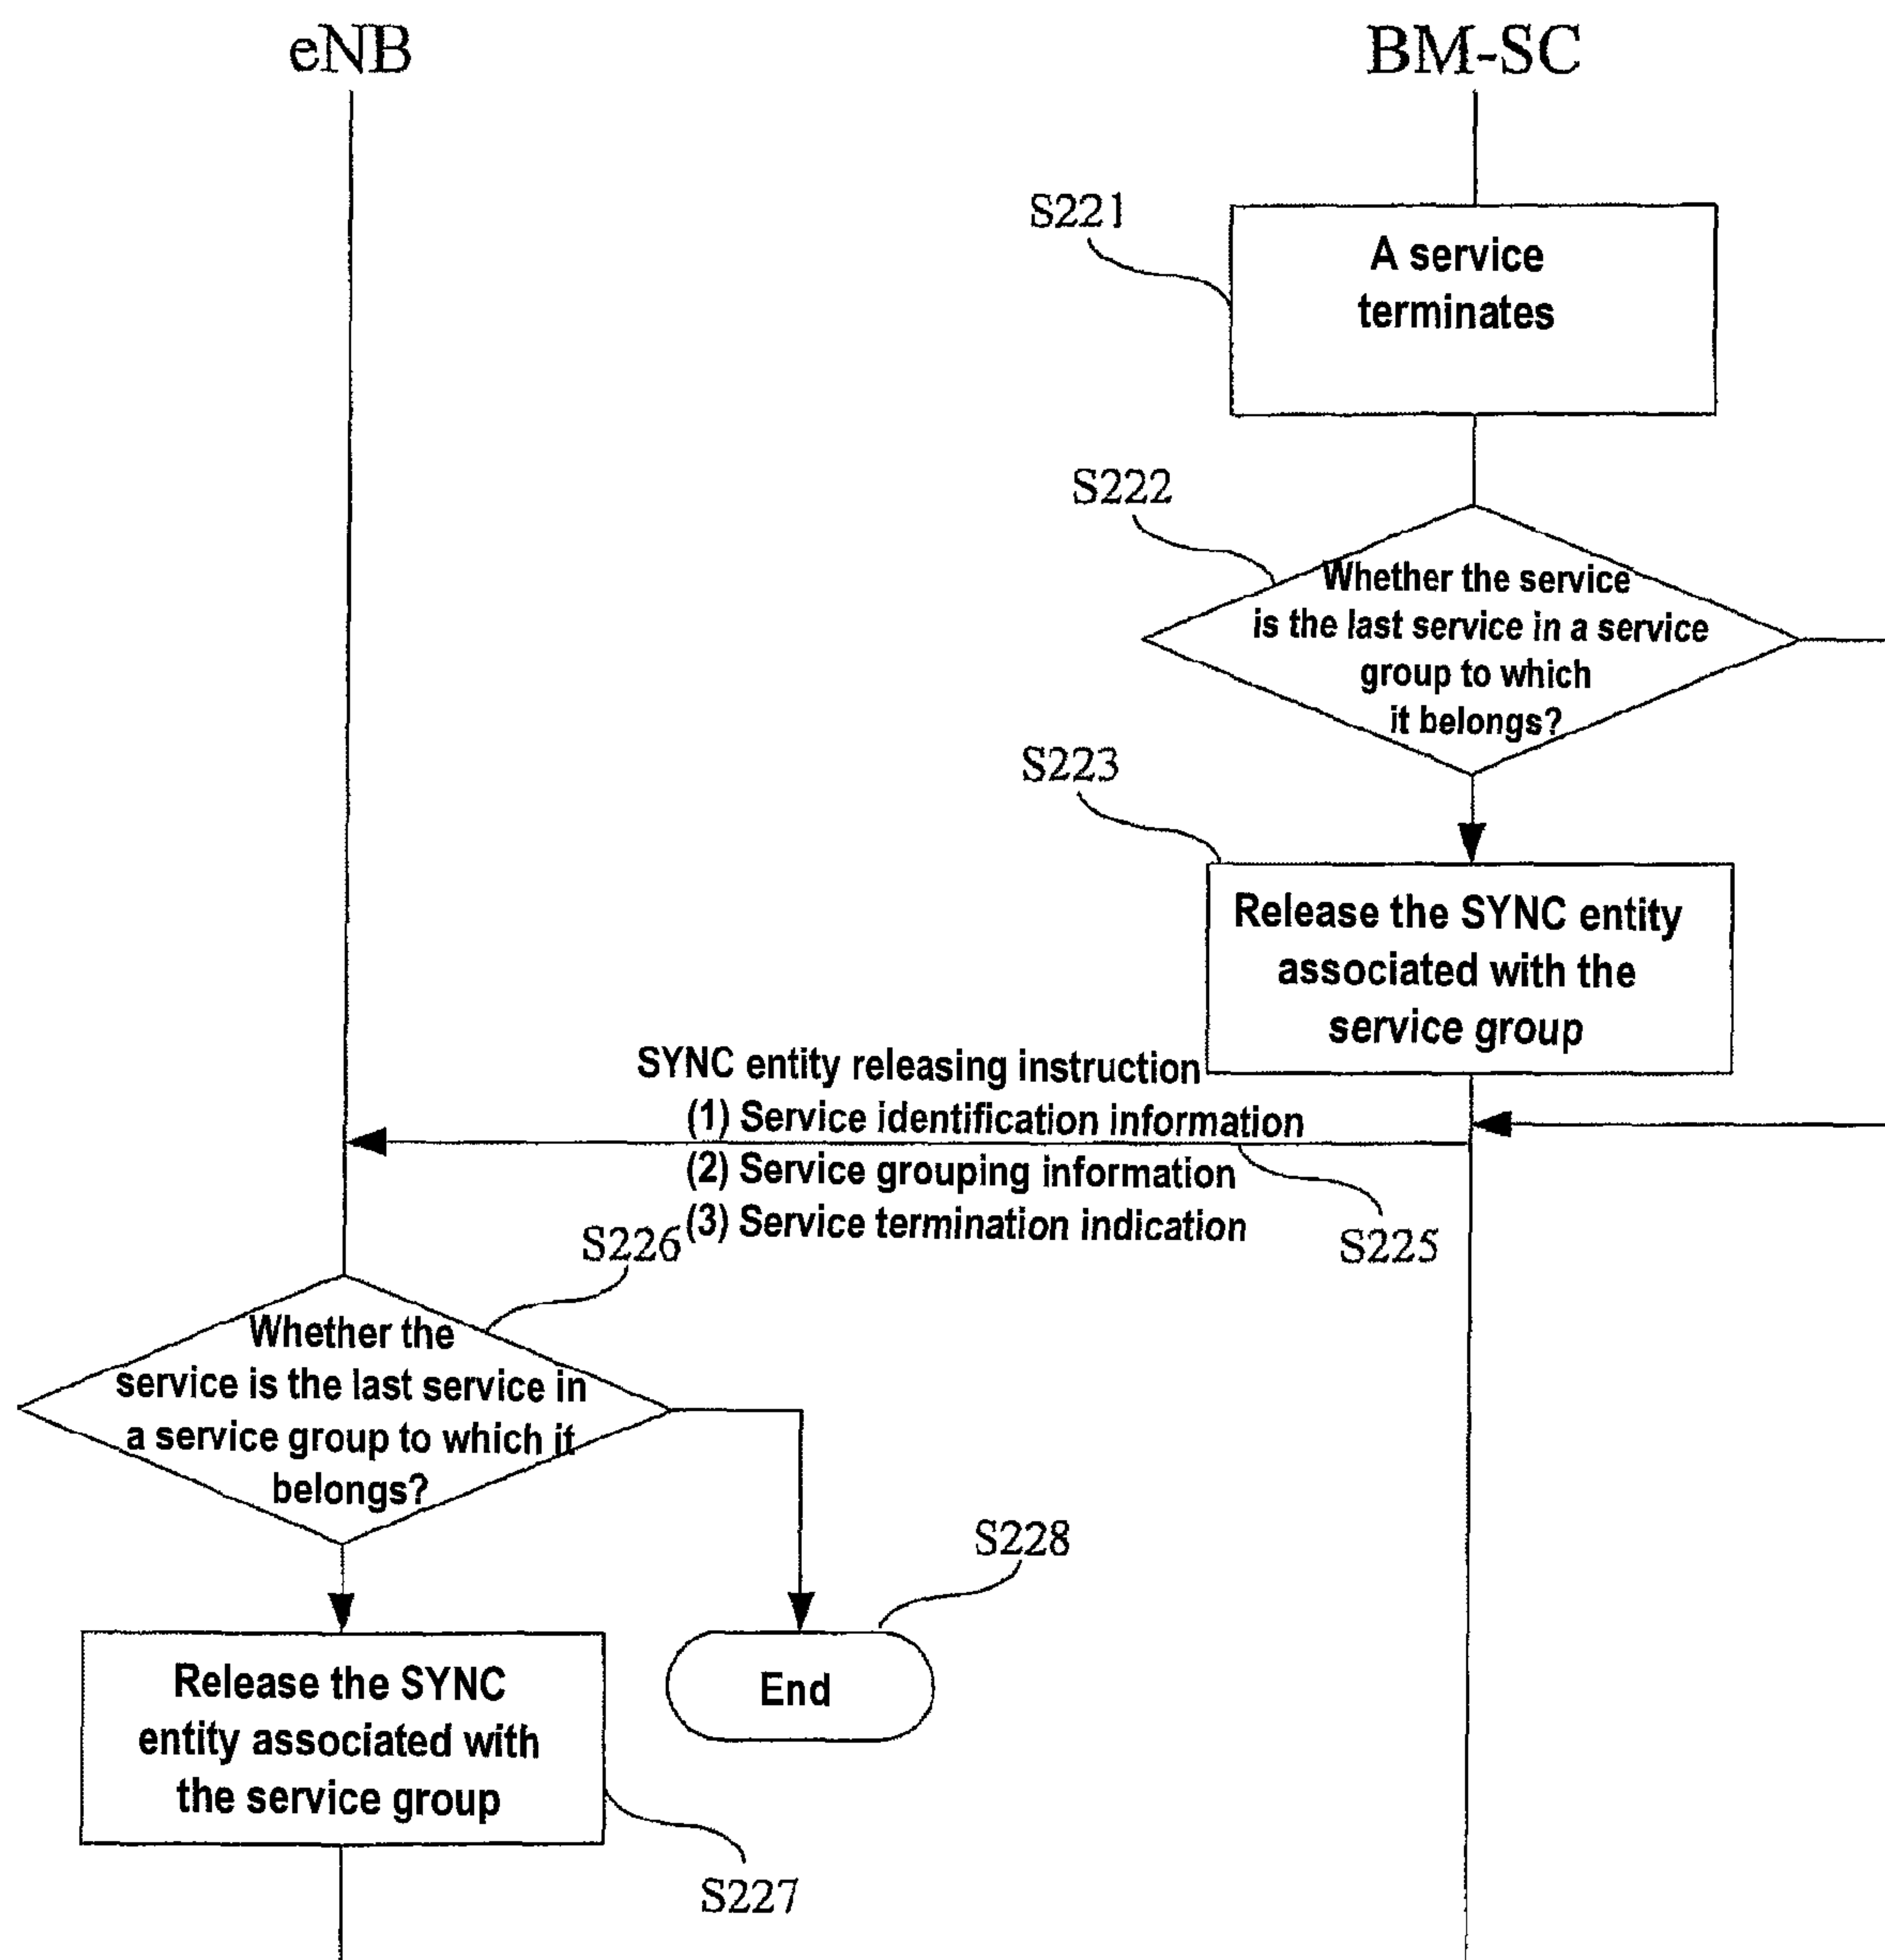 eNB
BM-SC
S221
A service
terminates
S222
Whether the service
is the last service in a service
group to which
it belongs?
S223
Release the SYNC entity
associated with the
service group
SYNC entity releasing instruction
(1) Service identification information
(2) Service grouping information
(3) Service termination indication
S225
S226
Whether the
service is the last service in
a service group to which it
belongs?
S228
End
Release the SYNC
entity associated with
the service group
S227